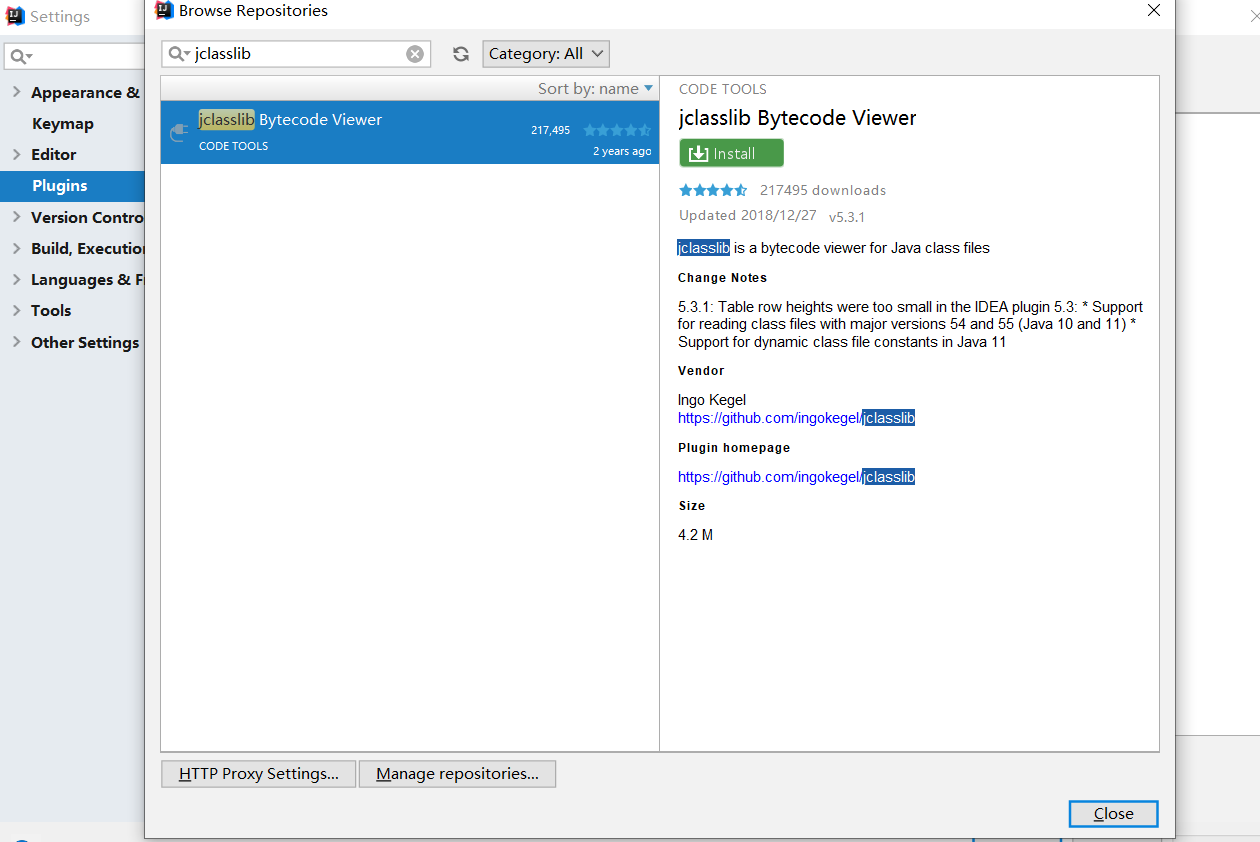 Settings
Browse Repositories
jclasslib
Category: All
Appearance &
Keymap
Editor
Plugins
Version Contro
Build, Execution
Languages & F
Tools
Other Settings
Sort by: name
jclasslib Bytecode Viewer
217,495
CODE TOOLS
2 years ago
CODE TOOLS
jclasslib Bytecode Viewer
Install
217495 downloads
Updated 2018/12/27 v5.3.1
jclasslib is a bytecode viewer for Java class files
Change Notes
5.3.1: Table row heights were too small in the IDEA plugin 5.3: * Support
for reading class files with major versions 54 and 55 (Java 10 and 11) *
Support for dynamic class file constants in Java 11
Vendor
Ingo Kegel
https://github.com/ingokegel/jclasslib
Plugin homepage
https://github.com/ingokegel/jclasslib
Size
4.2 M
HTTP Proxy Settings...
Manage repositories...
Close